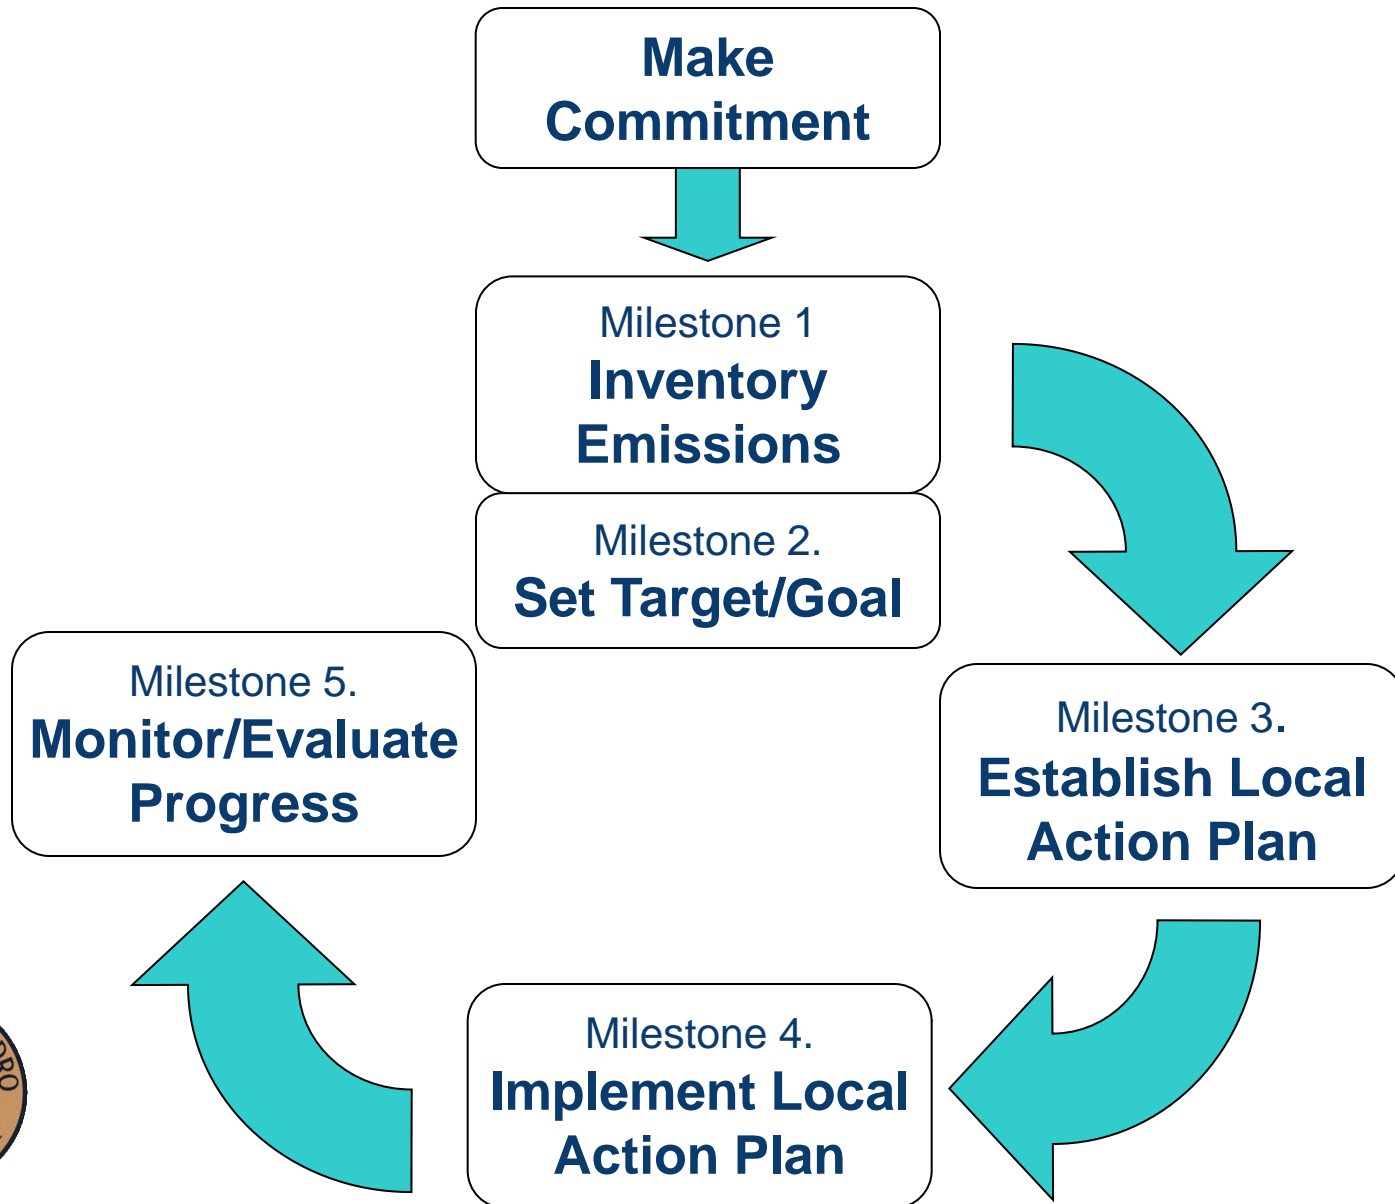 Make
Commitment
Milestone 1
Inventory
Emissions
Milestone 2.
Set Target/Goal
Milestone 3.
Establish Local
Action Plan
Milestone 4.
Implement Local
Action Plan
Milestone 5.
Monitor/Evaluate
Progress